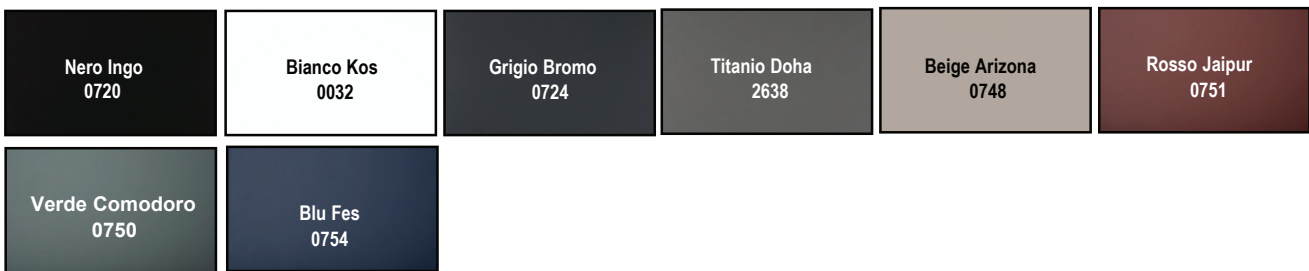 Nero Ingo
0720
Bianco Kos
0032
Grigio Bromo
0724
Titanio Doha
2638
Beige Arizona
0748
Rosso Jaipur
0751
Verde Comodoro
0750
Blu Fes
0754